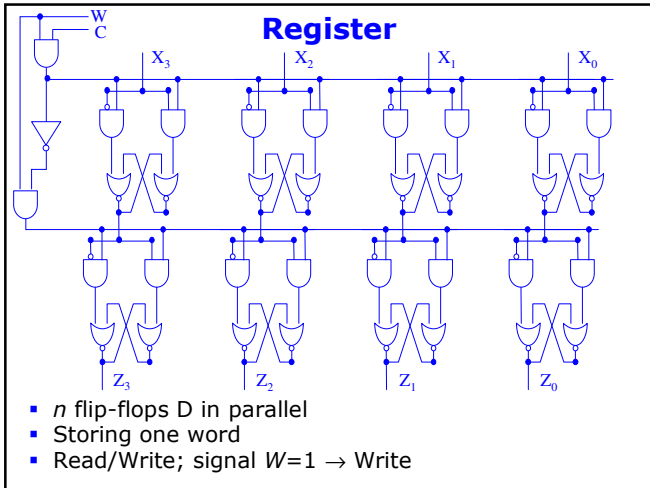 W
C
Register
X3 X2 X1 X0
Z3 Z2 Z1 Z0
▪ n flip-flops D in parallel
▪ Storing one word
▪ Read/Write; signal W=1 → Write